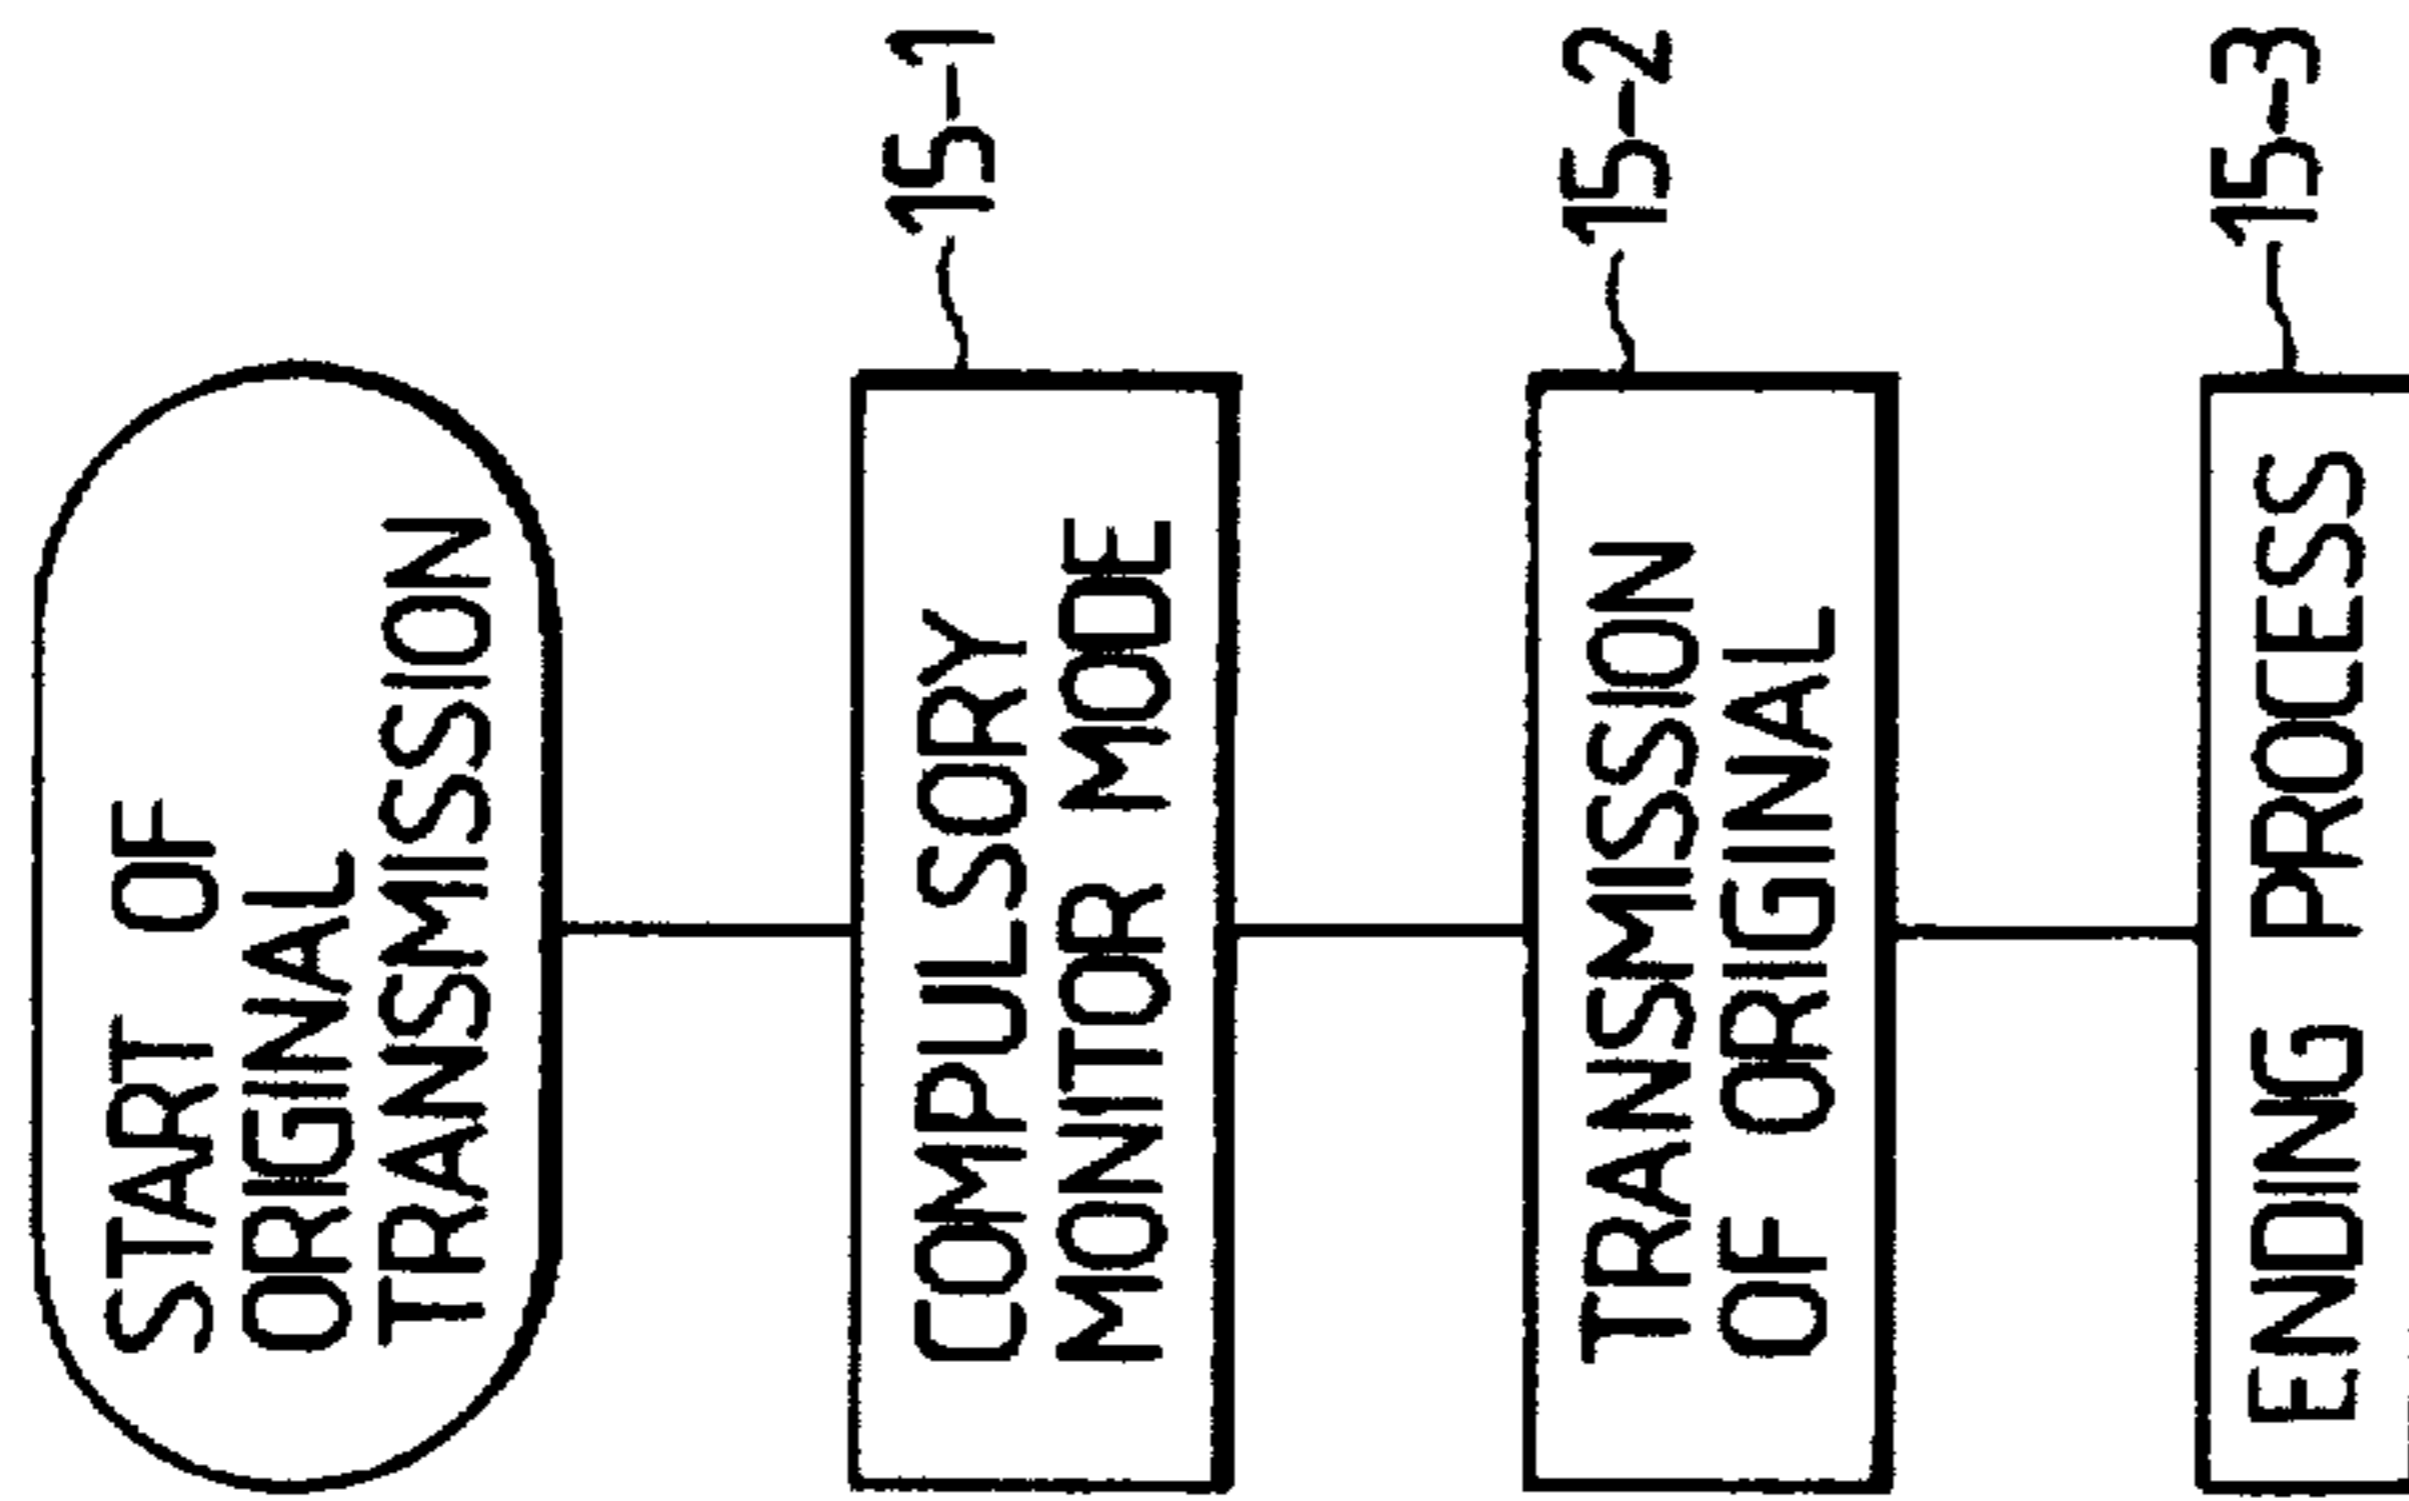 START OF
ORIGINAL
TRANSMISSION
15-1
COMPULSORY
MONITOR MODE
15-2
TRANSMISSION
OF ORIGINAL
15-3
ENDING PROCESS